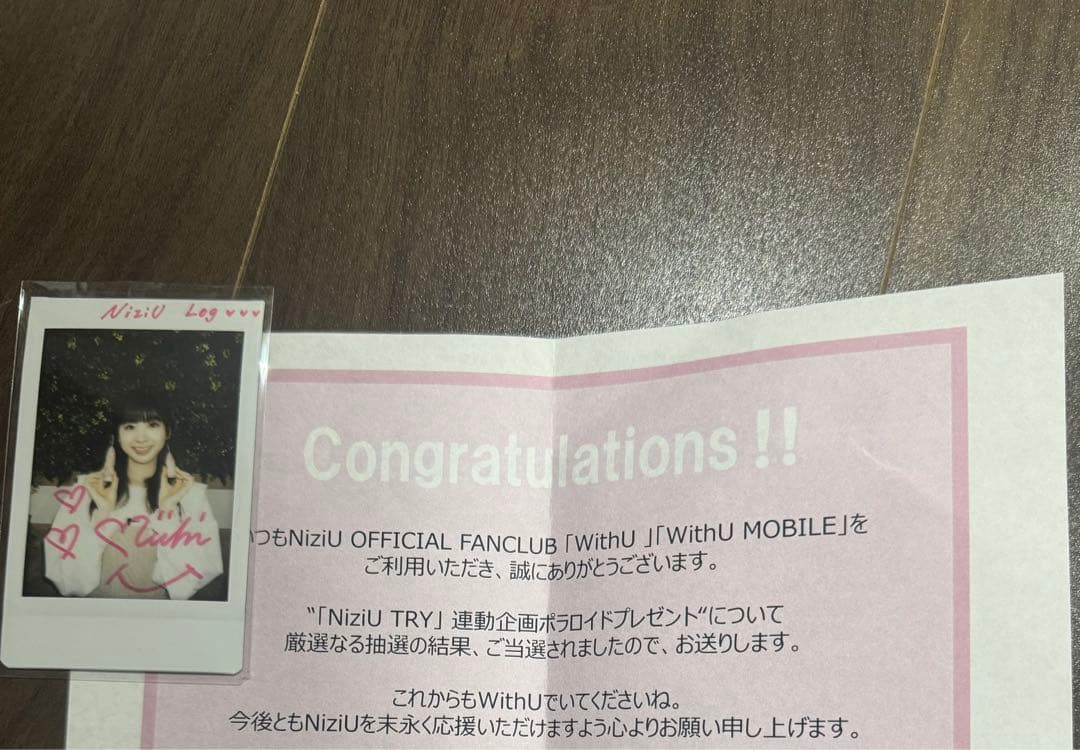 NiziU Log♥♥♥
Congratulations!!
つもNiziU OFFICIAL FANCLUB「WithU」「WithU MOBILE」を
ご利用いただき、誠にありがとうございます。
“「NiziU TRY」連動企画ポラロイドプレゼント“について
厳選なる抽選の結果、ご当選されましたので、お送りします。
これからもWithUでいてくださいね。
今後ともNiziUを末永く応援いただけますよう心よりお願い申し上げます。